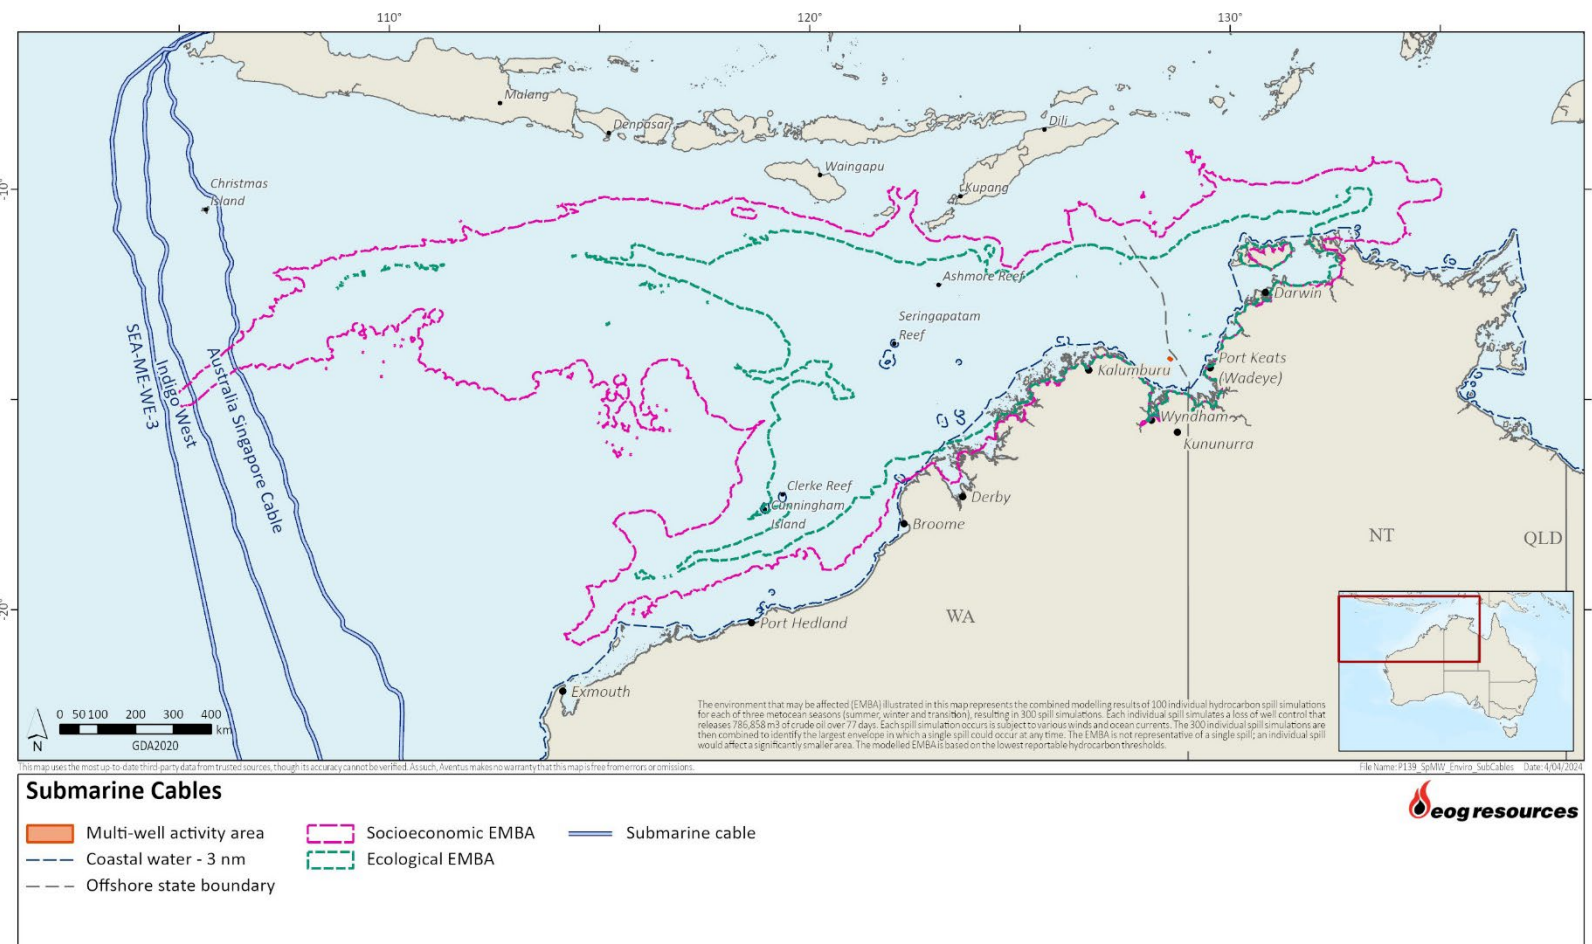 110°
120°
130°
-10°
-20°
Malang
Denpasar
Dili
Waingapu
Christmas
Island
Kupang
Ashmore Reef
Seringapatam
Reef
Darwin
Port Keats
(Wadeye)
Kalumburu
Wyndham
Kununurra
SEA-ME-WE-3
Indigo West
Australia Singapore Cable
Clerke Reef
Cunningham
Island
Derby
Broome
NT
QLD
WA
Port Hedland
Exmouth
0 50 100 200 300 400
km
N
GDA2020
The environment that may be affected (EMBA) illustrated in this map represents the combined modelling results of 100 individual hydrocarbon spill simulations
for each of three metocean seasons (summer, winter and transition), resulting in 300 spill simulations. Each individual spill simulates a loss of well control that
releases 786,858 m3 of crude oil over 77 days. Each spill simulation occurs is subject to various winds and ocean currents. The 300 individual spill simulations are
then combined to identify the largest envelope in which a single spill could occur at any time. The EMBA is not representative of a single spill; an individual spill
would affect a significantly smaller area. The modelled EMBA is based on the lowest reportable hydrocarbon thresholds.
This map uses the most up-to-date third-party data from trusted sources, though its accuracy cannot be verified. As such, Aventus makes no warranty that this map is free from errors or omissions.
File Name: P139_SpMW_Enviro_SubCables Date: 4/04/2024
Submarine Cables
Multi-well activity area
Coastal water - 3 nm
Offshore state boundary
Socioeconomic EMBA
Ecological EMBA
Submarine cable
eog resources